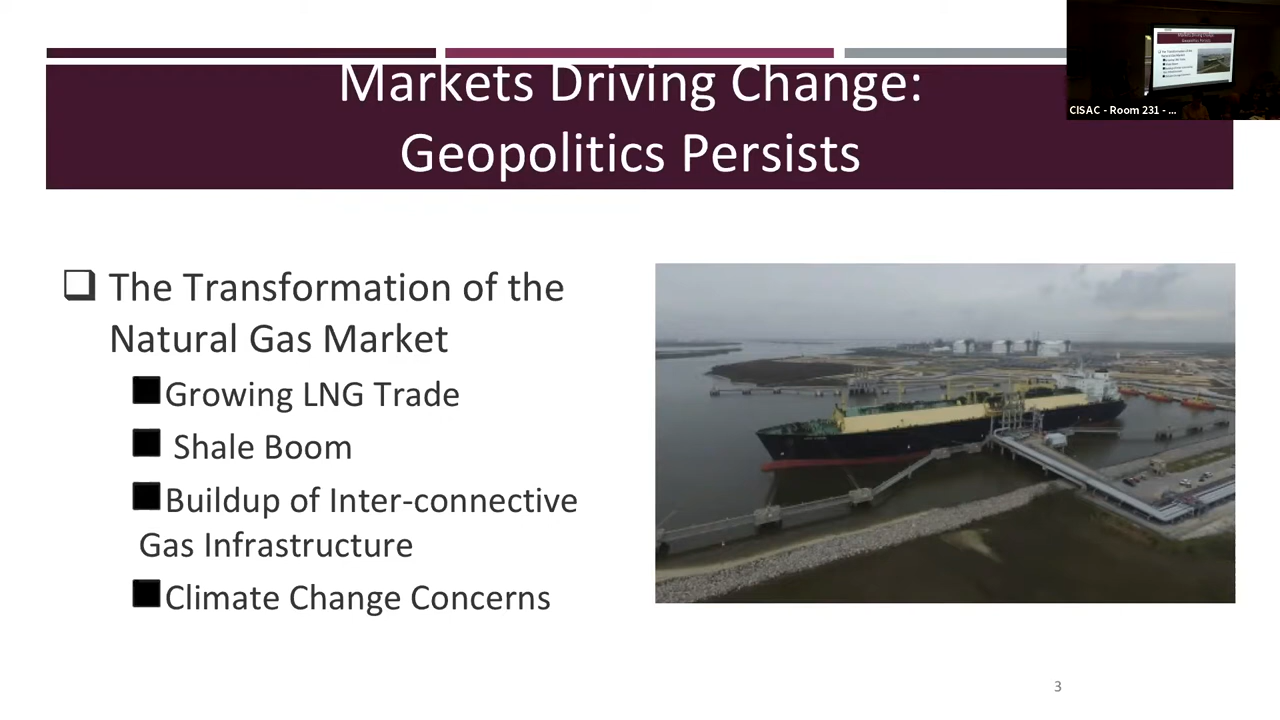 Markets Driving Change:
Geopolitics Persists
CISAC - Room 231 - ...
The Transformation of the
Natural Gas Market
Growing LNG Trade
Shale Boom
Buildup of Inter-connective
Gas Infrastructure
Climate Change Concerns
3